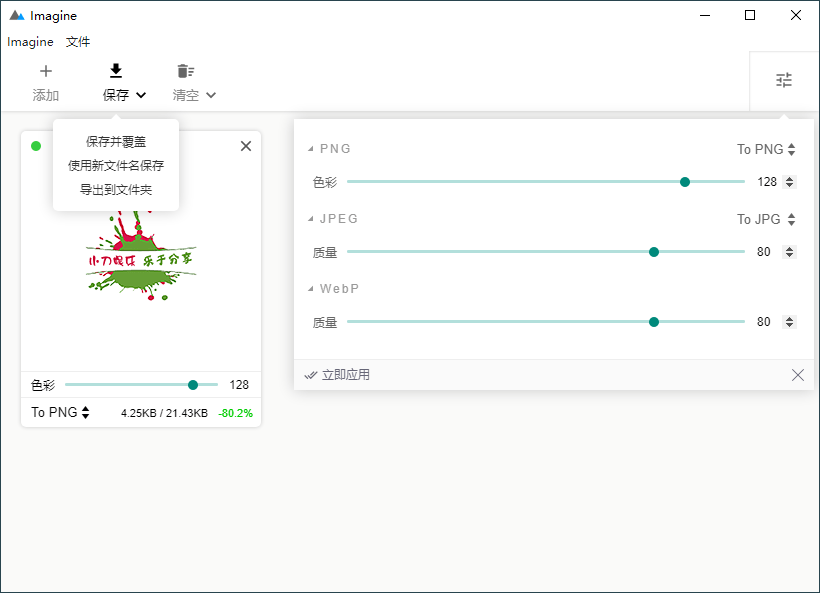 Imagine
Imagine 文件
添加 保存 清空
保存并覆盖
使用新文件名保存
导出到文件夹
小刀娱乐 乐于分享
色彩 128
To PNG 4.25KB / 21.43KB -80.2%
PNG To PNG
色彩 128
JPEG To JPG
质量 80
WebP
质量 80
立即应用